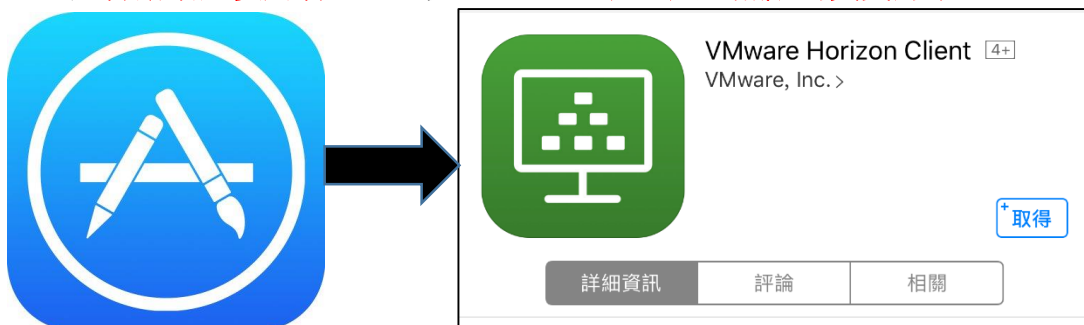 VMware Horizon Client 4+
VMware, Inc. >
+取得
詳細資訊
評論
相關